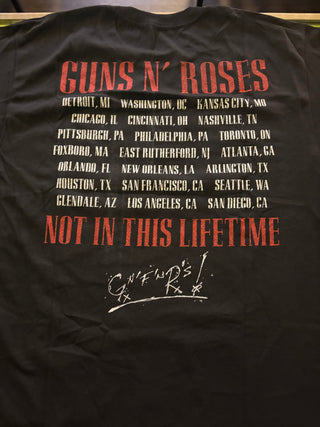 GUNS N' ROSES
DETROIT, MI WASHINGTON, DC KANSAS CITY, MO
CHICAGO, IL CINCINNATI, OH NASHVILLE, TN
PITTSBURGH, PA PHILADELPHIA, PA TORONTO, ON
FOXBORO, MA EAST RUTHERFORD, NJ ATLANTA, GA
ORLANDO, FL NEW ORLEANS, LA ARLINGTON, TX
HOUSTON, TX SAN FRANCISCO, CA SEATTLE, WA
GLENDALE, AZ LOS ANGELES, CA SAN DIEGO, CA
NOT IN THIS LIFETIME
GN'F'N'R'S!